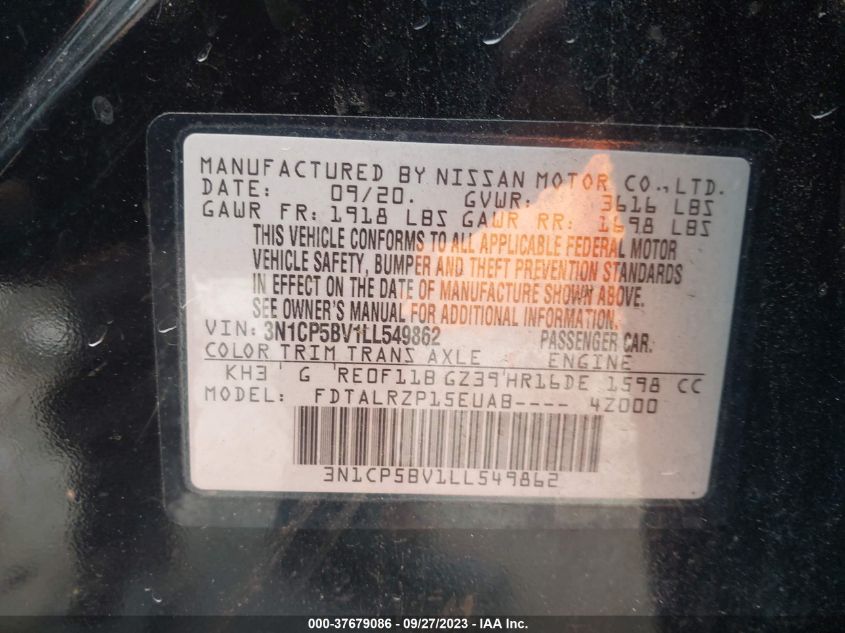 MANUFACTURED BY NISSAN MOTOR CO.,LTD.
DATE: 09/20. GVWR: 3616 LBS
GAWR FR: 1918 LBS GAWR RR: 1698 LBS
THIS VEHICLE CONFORMS TO ALL APPLICABLE FEDERAL MOTOR
VEHICLE SAFETY, BUMPER AND THEFT PREVENTION STANDARDS
IN EFFECT ON THE DATE OF MANUFACTURE SHOWN ABOVE.
SEE OWNER'S MANUAL FOR ADDITIONAL INFORMATION.
VIN: 3N1CP5BV1LL549862 PASSENGER CAR.
COLOR TRIM TRANS AXLE ENGINE
KH3 G RE0F11B GZ39 HR16DE 1598 CC
MODEL: FDTALRZP15EUAB---- 4Z000
3N1CP5BV1LL549862
000-37679086 - 09/27/2023 - IAA Inc.